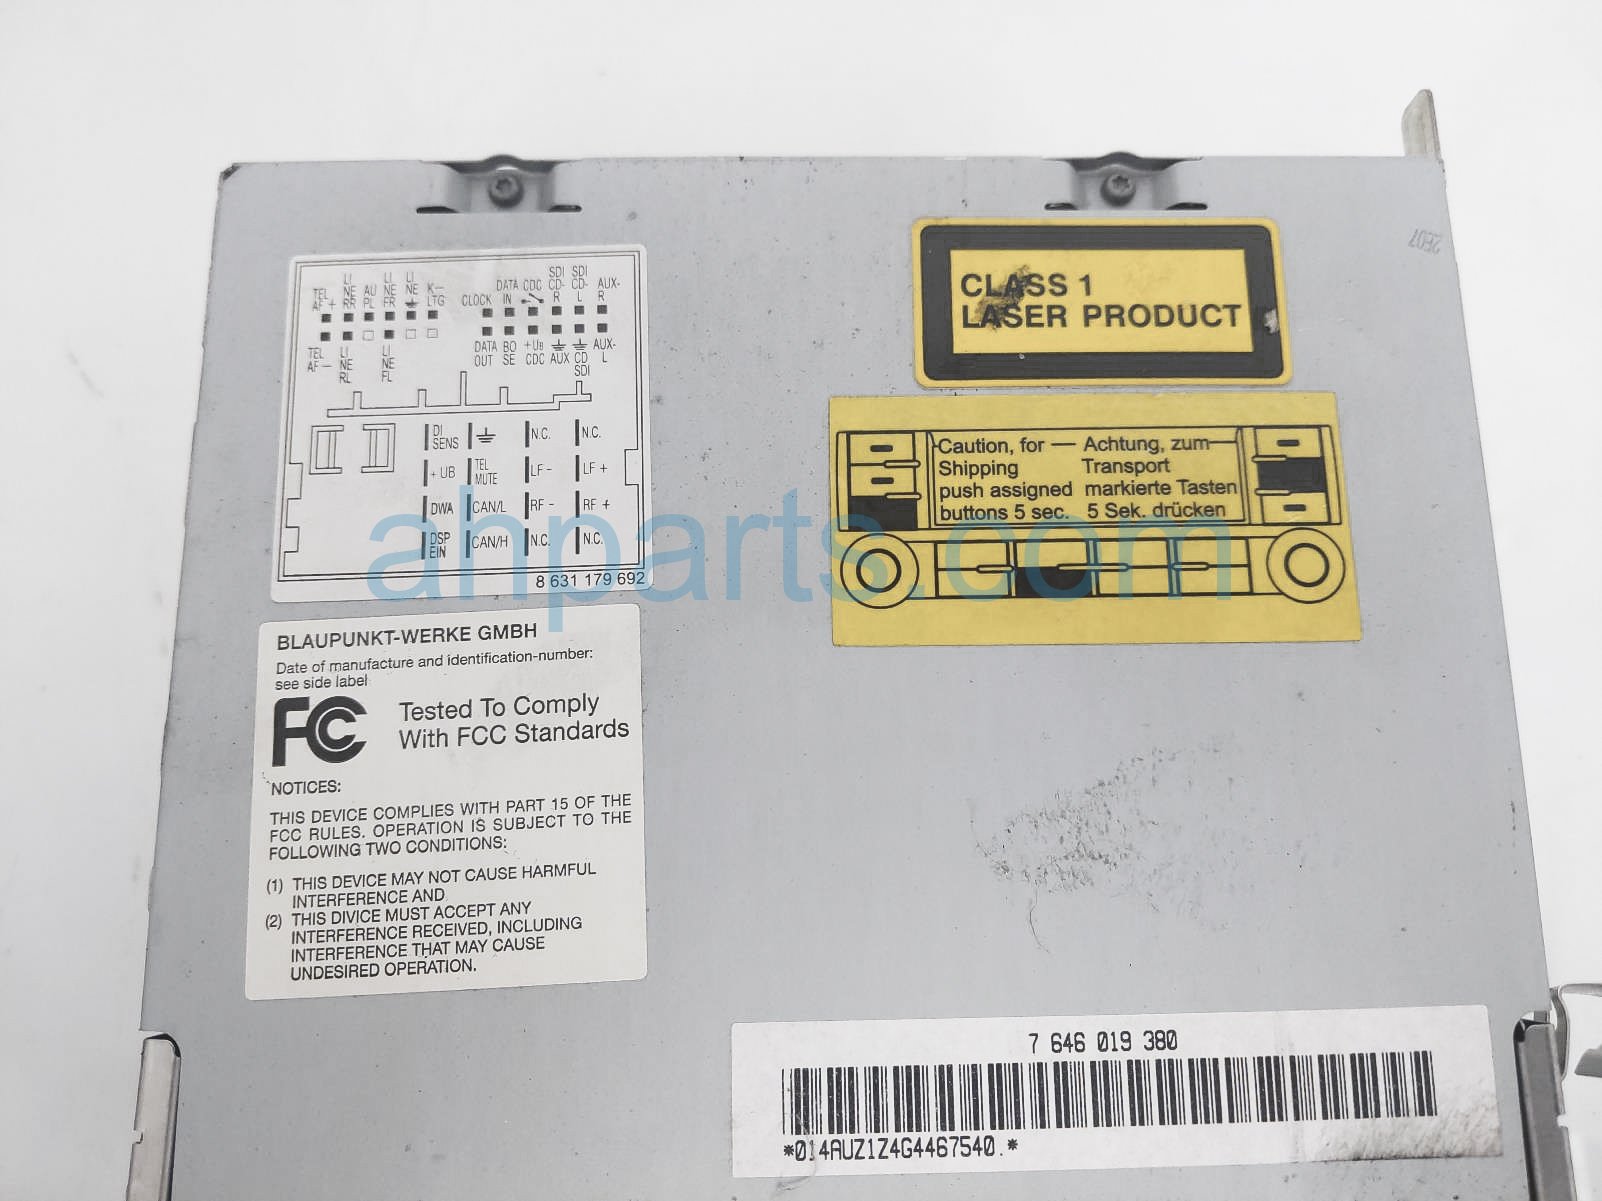 TEL AF +
LI NE RR
AU PL
LI NE FR
LI NE
K- LTG
CLOCK
DATA IN
CDC
SDI CD- R
SDI CD- L
AUX- R
TEL AF -
LI NE RL
LI NE FL
DATA OUT
BO SE
+UB CDC
AUX
CD SDI
AUX- L
DI SENS
N.C.
N.C.
+ UB
TEL MUTE
LF -
LF +
DWA
CAN/L
RF -
RF +
DSP EIN
CAN/H
N.C.
N.C.
8 631 179 692
CLASS 1
LASER PRODUCT
2607
Caution, for — Achtung, zum
Shipping Transport
push assigned markierte Tasten
buttons 5 sec. 5 Sek. drücken
ahparts.com
BLAUPUNKT-WERKE GMBH
Date of manufacture and identification-number:
see side label
FC
Tested To Comply
With FCC Standards
NOTICES:
THIS DEVICE COMPLIES WITH PART 15 OF THE
FCC RULES. OPERATION IS SUBJECT TO THE
FOLLOWING TWO CONDITIONS:
(1) THIS DEVICE MAY NOT CAUSE HARMFUL
INTERFERENCE AND
(2) THIS DIVICE MUST ACCEPT ANY
INTERFERENCE RECEIVED, INCLUDING
INTERFERENCE THAT MAY CAUSE
UNDESIRED OPERATION.
7 646 019 380
*014AUZ1Z4G4467540.*